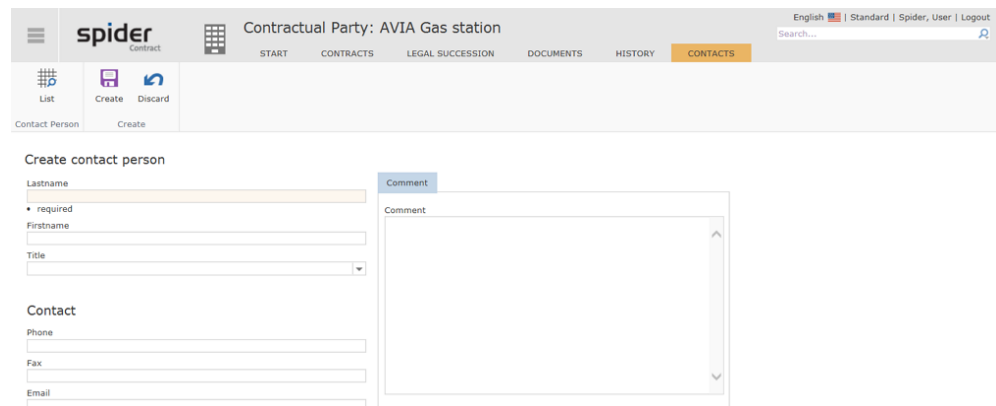 English | Standard | Spider, User | Logout
spider
Contract
Contractual Party: AVIA Gas station
Search...
START CONTRACTS LEGAL SUCCESSION DOCUMENTS HISTORY CONTACTS
List Create Discard
Contact Person Create
Create contact person
Lastname
• required
Firstname
Title
Contact
Phone
Fax
Email
Comment
Comment